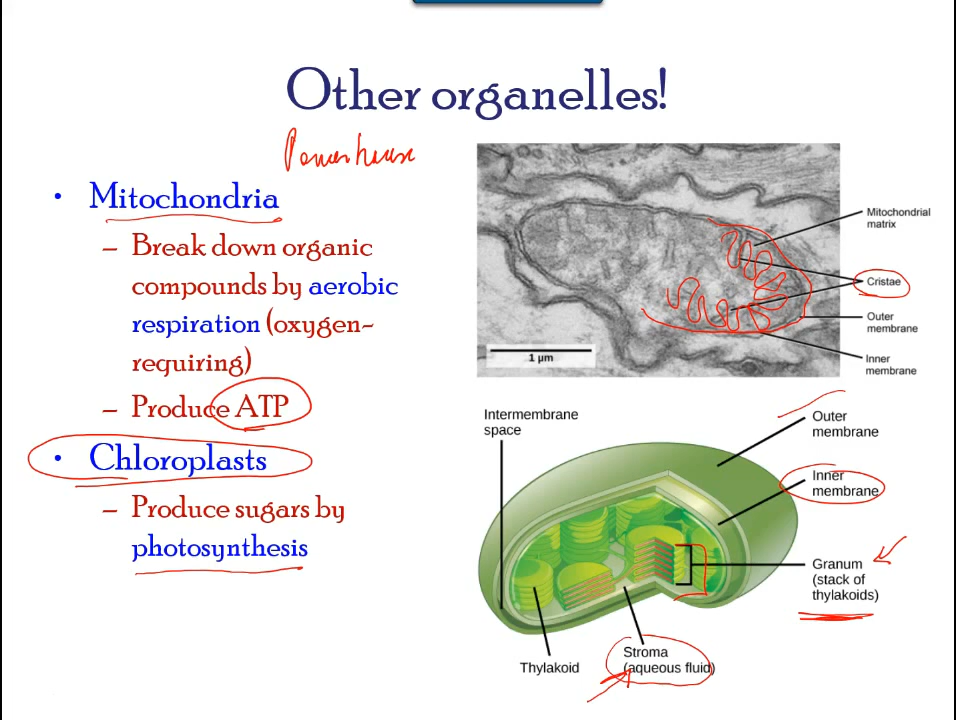 Other organelles!
Powerhouse
• Mitochondria
– Break down organic
compounds by aerobic
respiration (oxygen-
requiring)
– Produce ATP
• Chloroplasts
– Produce sugars by
photosynthesis
Mitochondrial
matrix
Cristae
Outer
membrane
Inner
membrane
1 µm
Intermembrane
space
Outer
membrane
Inner
membrane
Granum
(stack of
thylakoids)
Stroma
(aqueous fluid)
Thylakoid